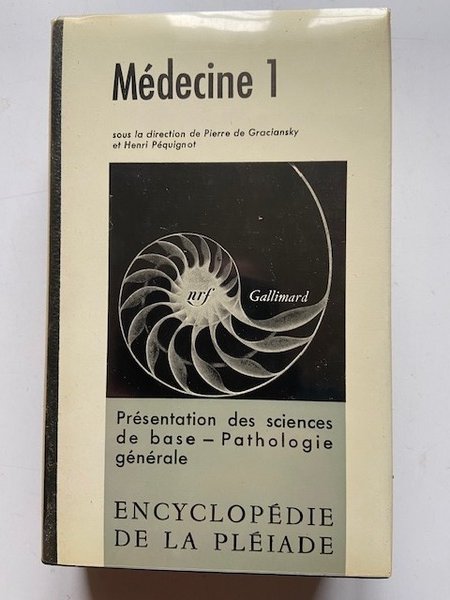 Médecine 1
sous la direction de Pierre de Graciansky
et Henri Péquignot
nrf Gallimard
Présentation des sciences
de base – Pathologie
générale
ENCYCLOPÉDIE
DE LA PLÉIADE